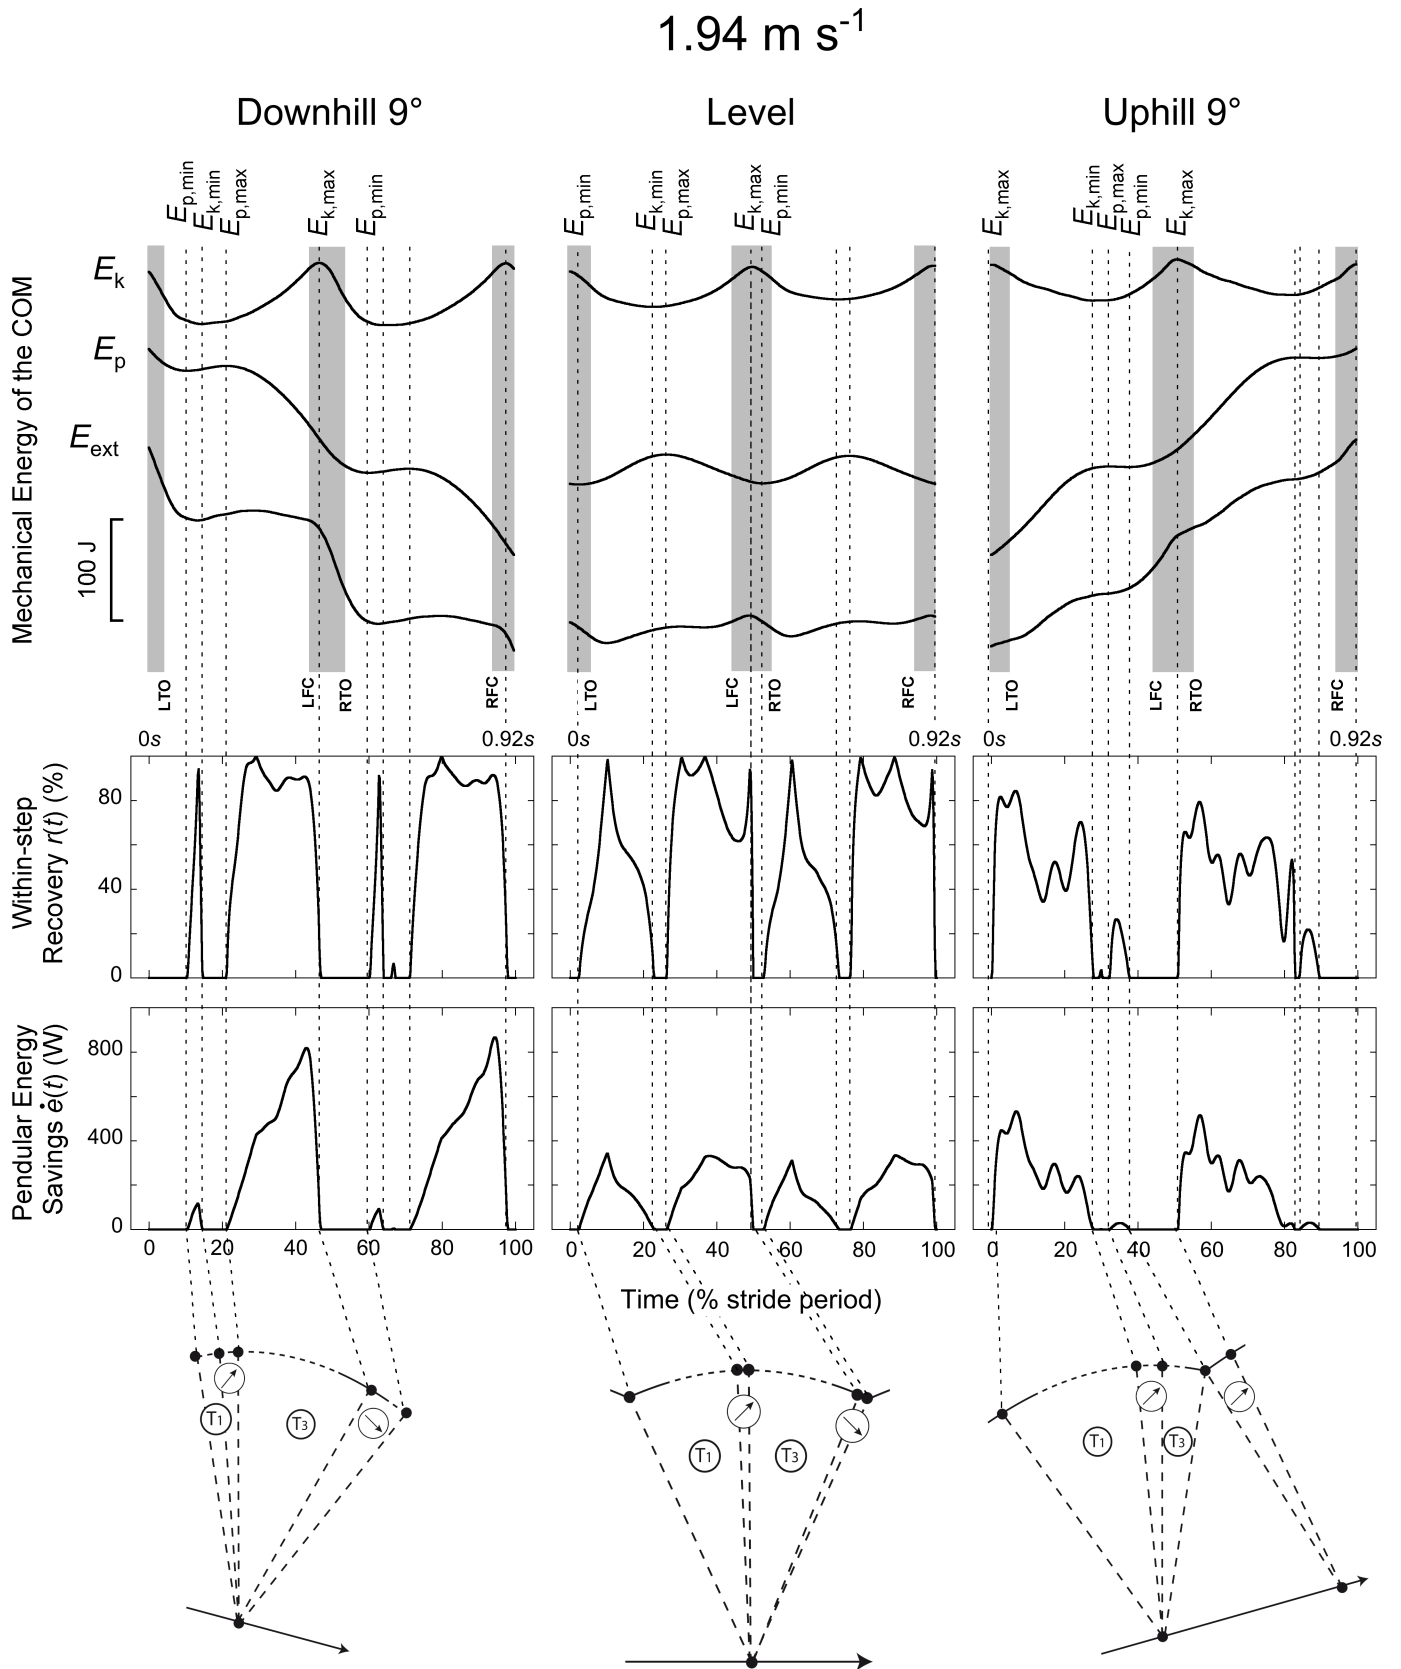 1.94 m s-1
Downhill 9°
Level
Uphill 9°
Ep,min
Ek,min
Ep,max
Ek,max
Ep,min
Ep,min
Ek,min
Ep,max
Ek,max
Ep,min
Ek,max
Ek,min
Ep,max
Ep,min
Ek,max
Mechanical Energy of the COM
Ek
Ep
Eext
100 J
LTO
LFC
RTO
RFC
LTO
LFC
RTO
RFC
LTO
LFC
RTO
RFC
0s
0.92s
0s
0.92s
0s
0.92s
Within-step
Recovery r(t) (%)
80
40
0
Pendular Energy
Savings ė(t) (W)
800
400
0
0 20 40 60 80 100
0 20 40 60 80 100
0 20 40 60 80 100
Time (% stride period)
T1
T3
T1
T3
T1
T3